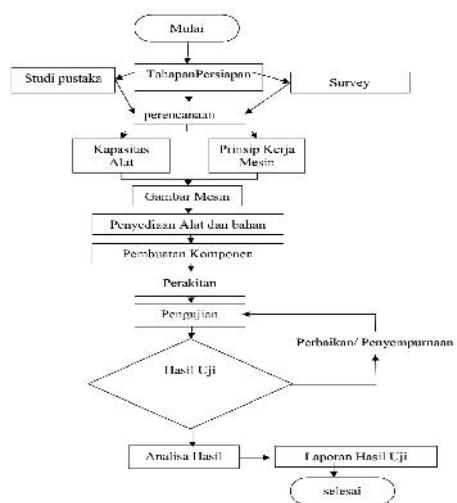 Mulai
TahapanPersiapan
Studi pustaka
Survey
perencanaan
Kapasitas
Alat
Prinsip Kerja
Mesin
Gambar Mesin
Penyediaan Alat dan bahan
Pembuatan Komponen
Perakitan
Pengujian
Perbaikan/ Penyempurnaan
Hasil Uji
Analisa Hasil
Laporan Hasil Uji
selesai